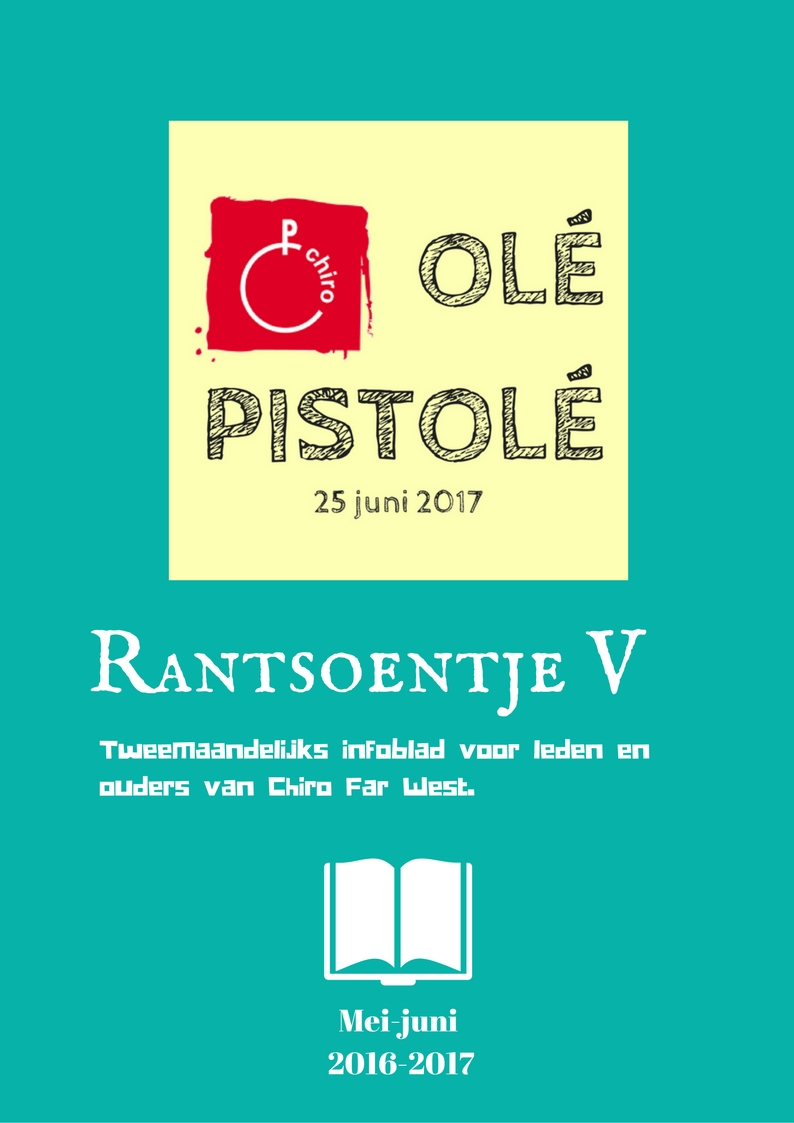 chiro
OLÉ
PISTOLÉ
25 juni 2017
Rantsoentje V
Tweemaandelijks infoblad voor leden en
ouders van Chiro Far West.
Mei-juni
2016-2017